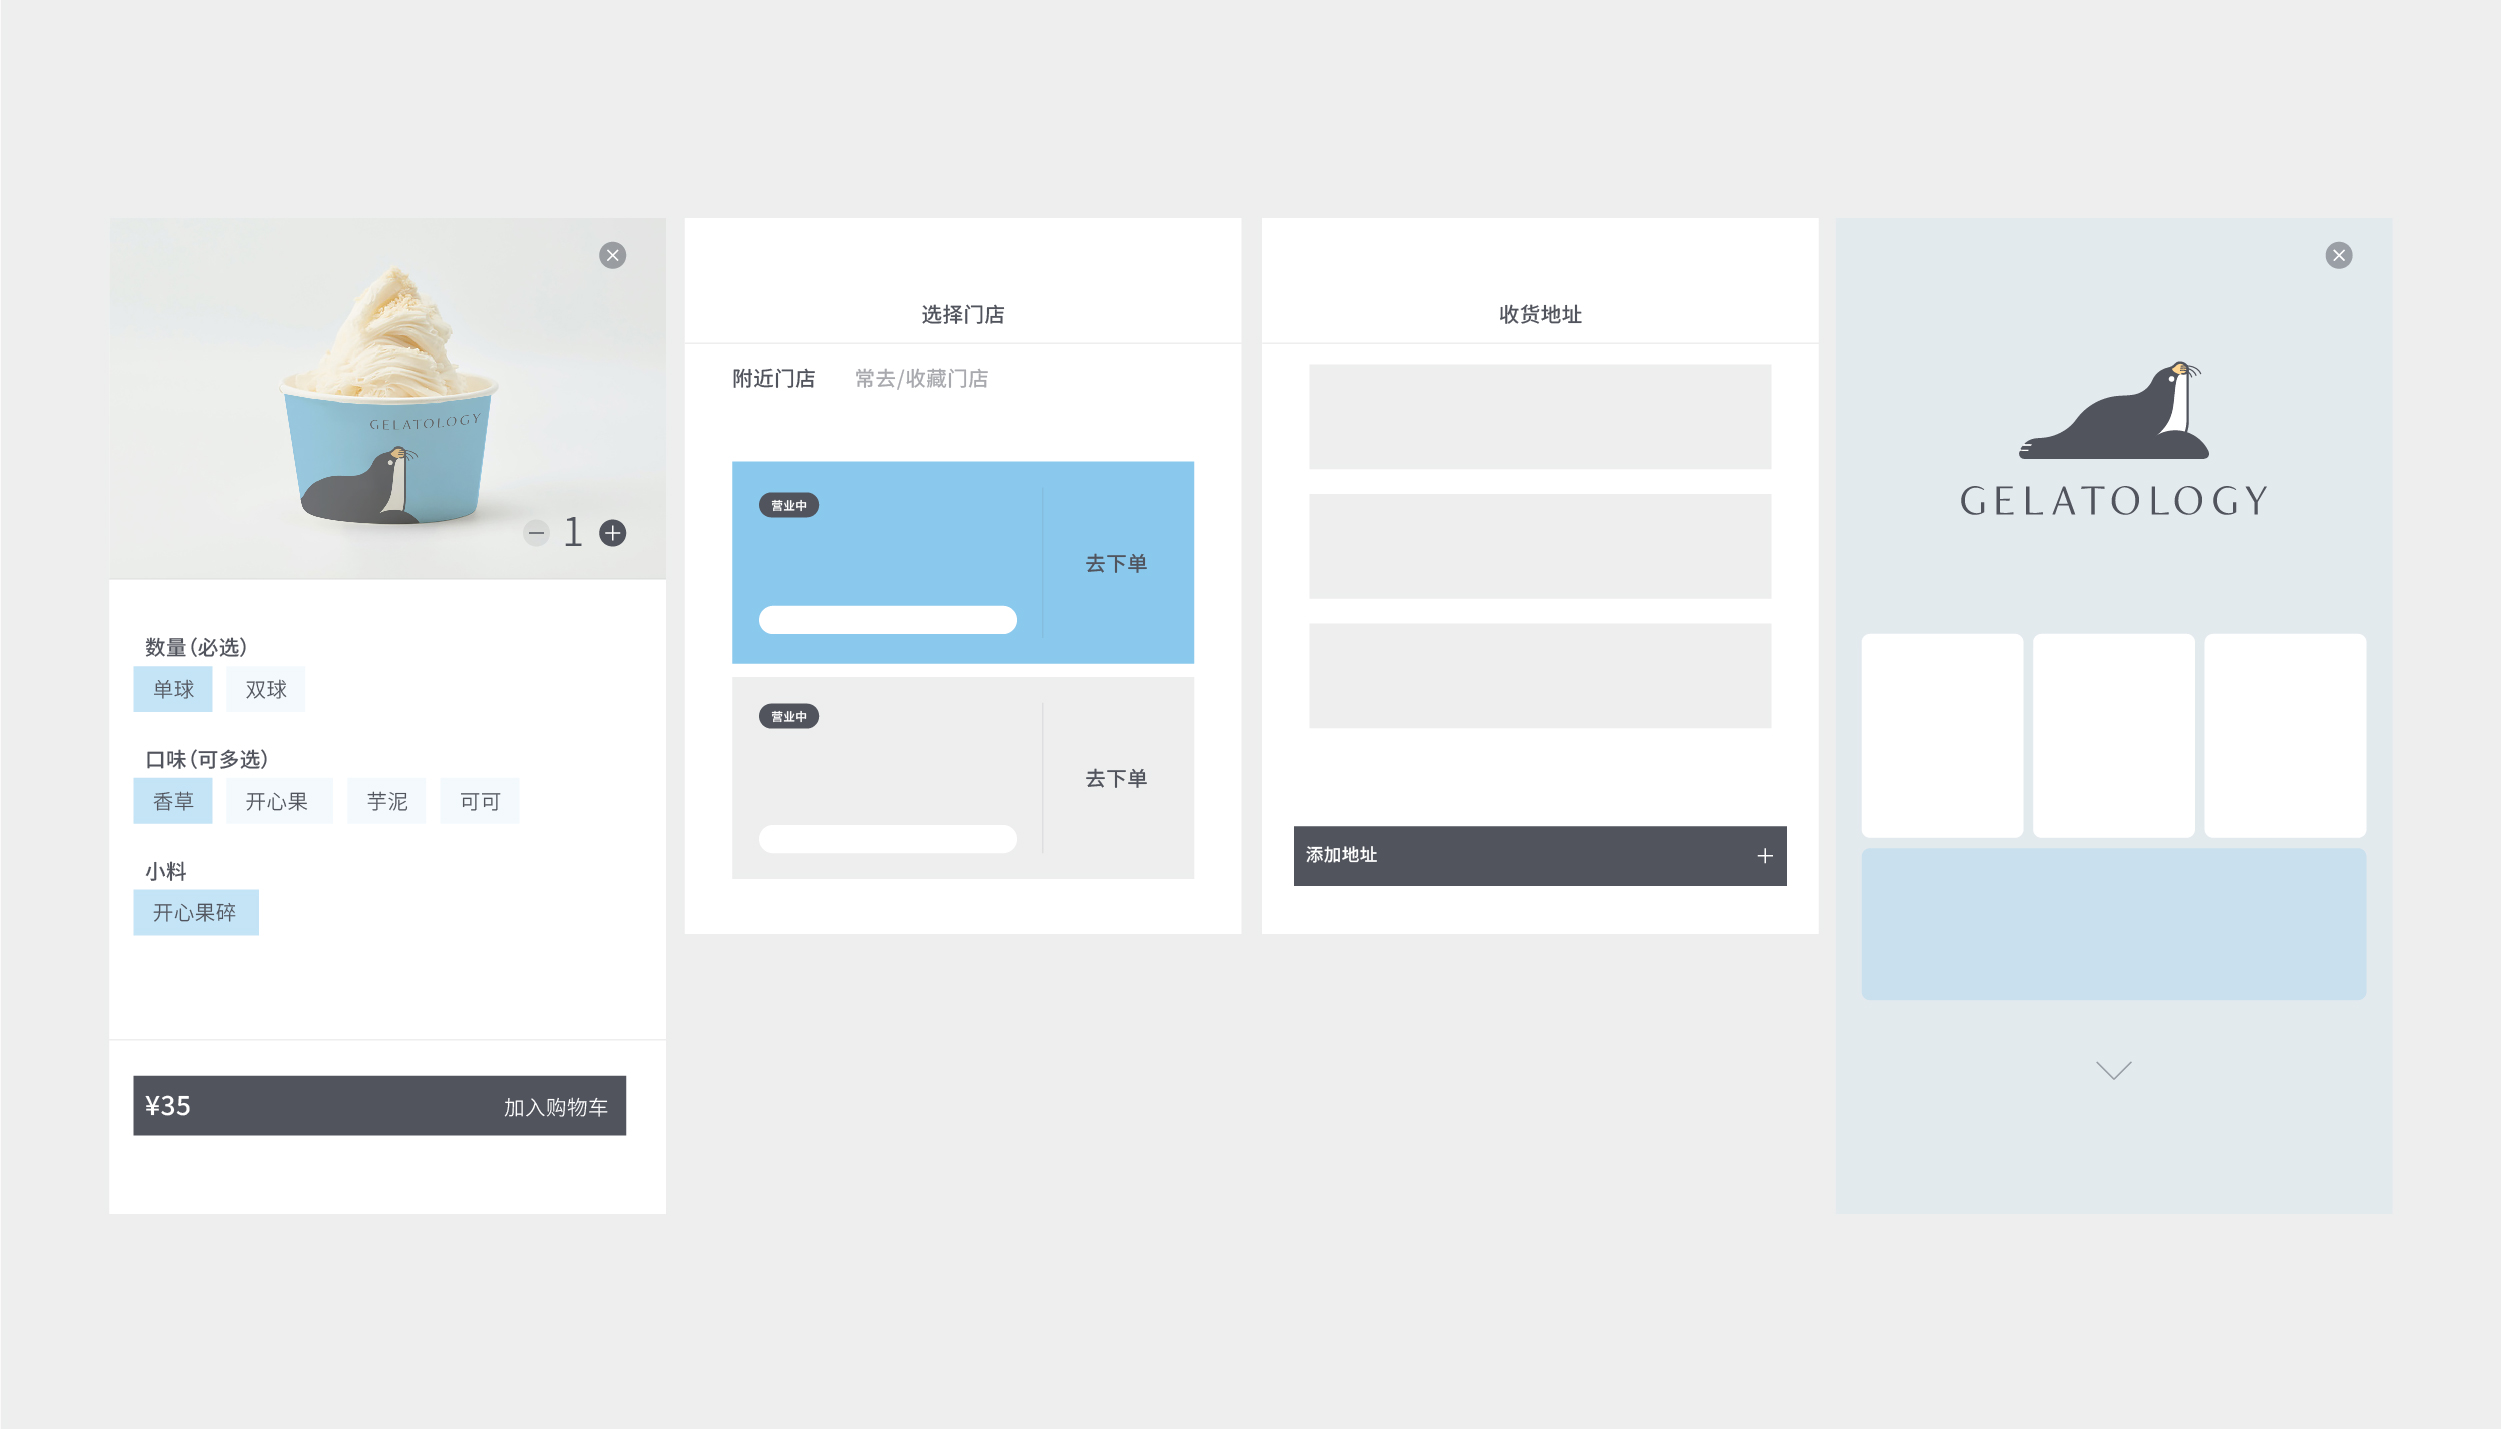 GELATOLOGY
1
数量（必选）
单球 双球
口味（可多选）
香草 开心果 芋泥 可可
小料
开心果碎
¥35 加入购物车
选择门店
附近门店 常去/收藏门店
营业中
去下单
营业中
去下单
收货地址
添加地址
GELATOLOGY